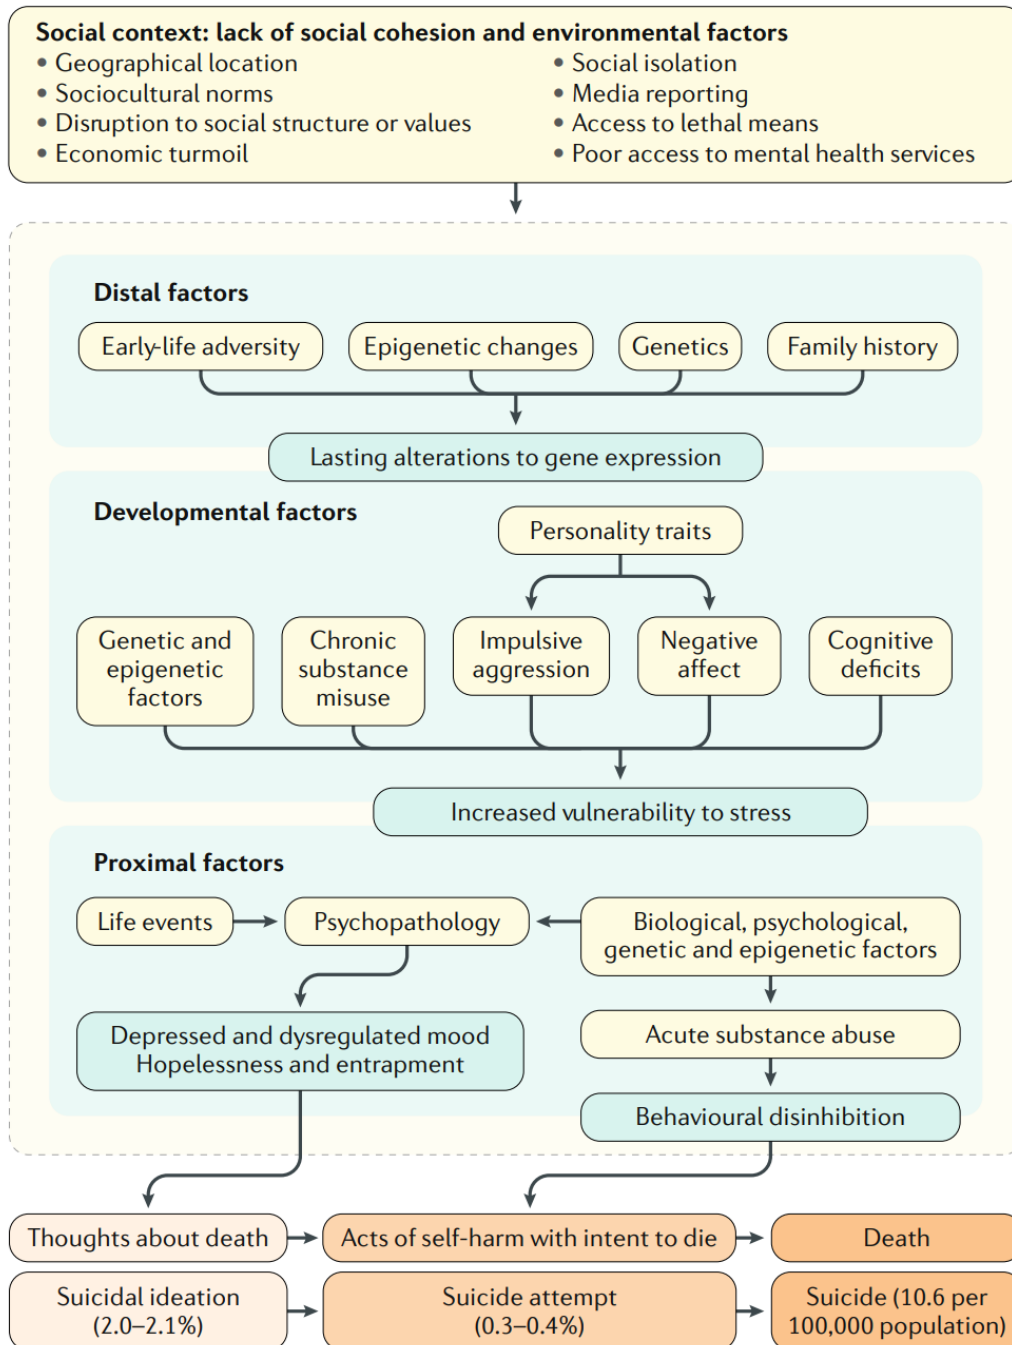 Social context: lack of social cohesion and environmental factors
• Geographical location
• Sociocultural norms
• Disruption to social structure or values
• Economic turmoil
• Social isolation
• Media reporting
• Access to lethal means
• Poor access to mental health services
Distal factors
Early-life adversity
Epigenetic changes
Genetics
Family history
Lasting alterations to gene expression
Developmental factors
Personality traits
Genetic and
epigenetic
factors
Chronic
substance
misuse
Impulsive
aggression
Negative
affect
Cognitive
deficits
Increased vulnerability to stress
Proximal factors
Life events
Psychopathology
Biological, psychological,
genetic and epigenetic factors
Depressed and dysregulated mood
Hopelessness and entrapment
Acute substance abuse
Behavioural disinhibition
Thoughts about death
Acts of self-harm with intent to die
Death
Suicidal ideation
(2.0–2.1%)
Suicide attempt
(0.3–0.4%)
Suicide (10.6 per
100,000 population)